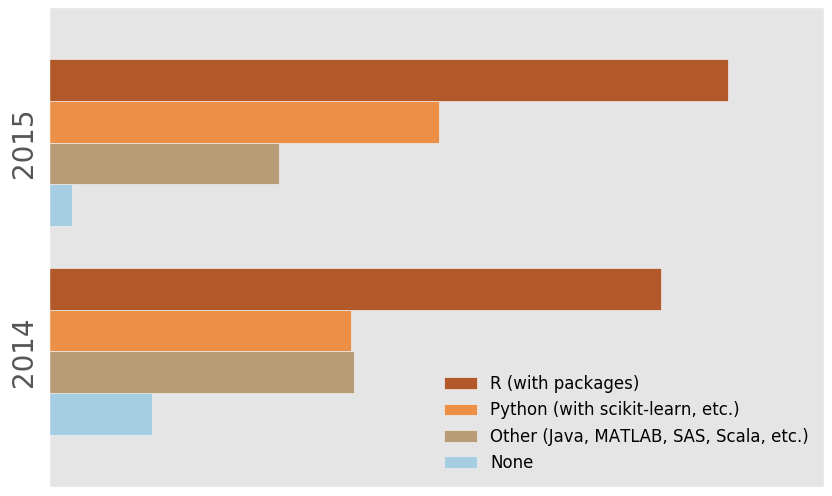 2015
2014
R (with packages)
Python (with scikit-learn, etc.)
Other (Java, MATLAB, SAS, Scala, etc.)
None